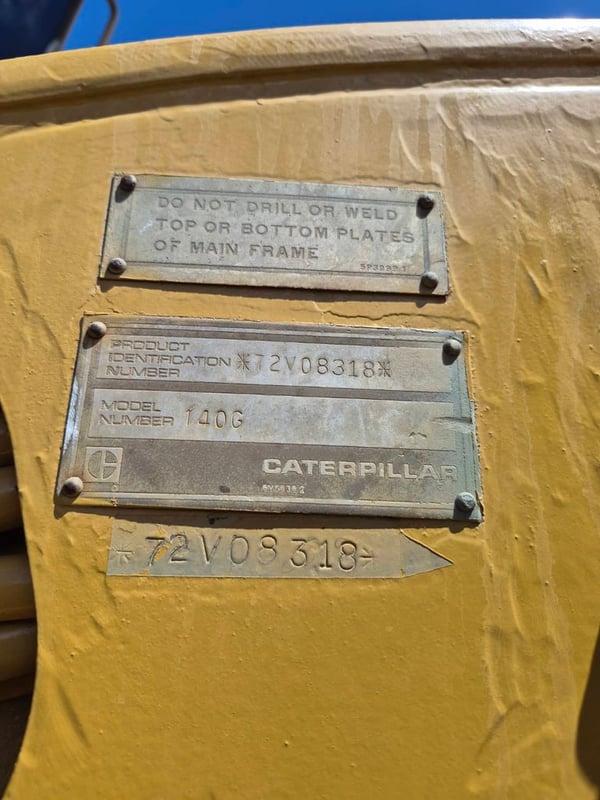 DO NOT DRILL OR WELD
TOP OR BOTTOM PLATES
OF MAIN FRAME
PRODUCT
IDENTIFICATION
NUMBER
*72V08318*
MODEL
NUMBER
140G
CATERPILLAR
*72V08318*